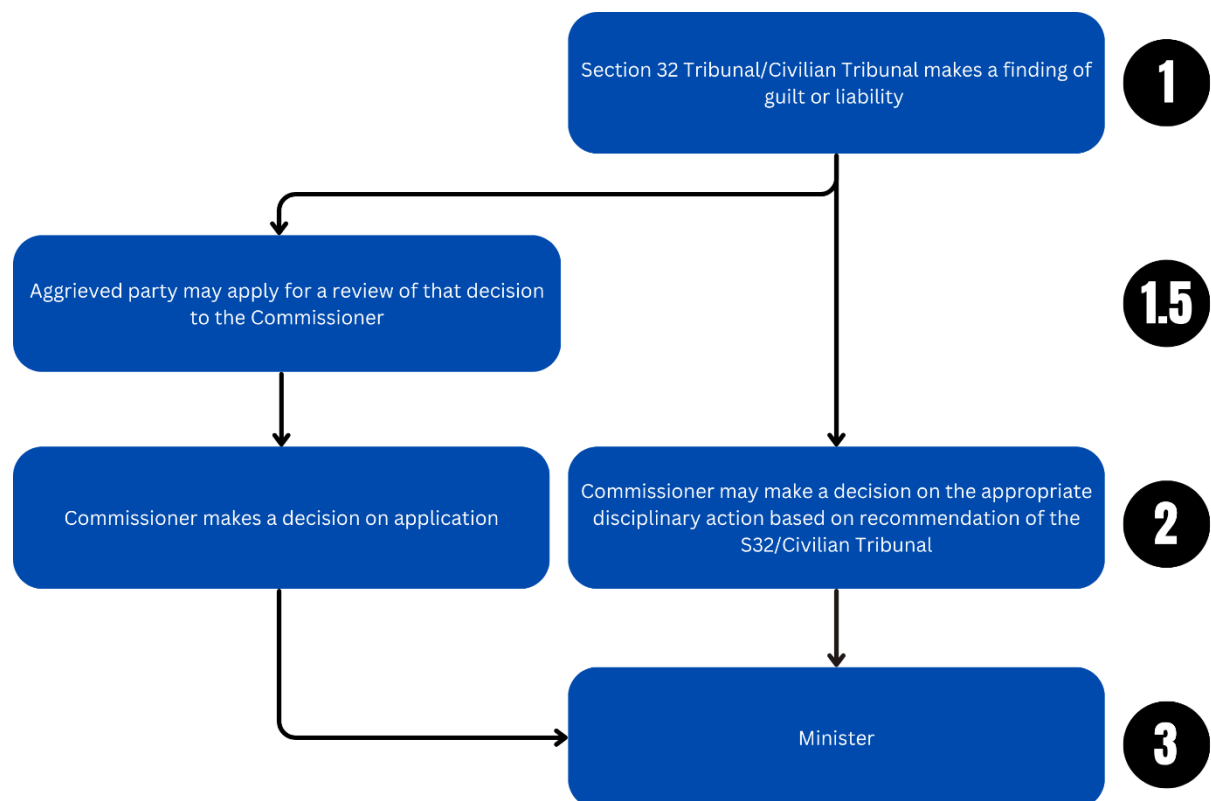 Section 32 Tribunal/Civilian Tribunal makes a finding of
guilt or liability
1
Aggrieved party may apply for a review of that decision
to the Commissioner
1.5
Commissioner makes a decision on application
Commissioner may make a decision on the appropriate
disciplinary action based on recommendation of the
S32/Civilian Tribunal
2
Minister
3